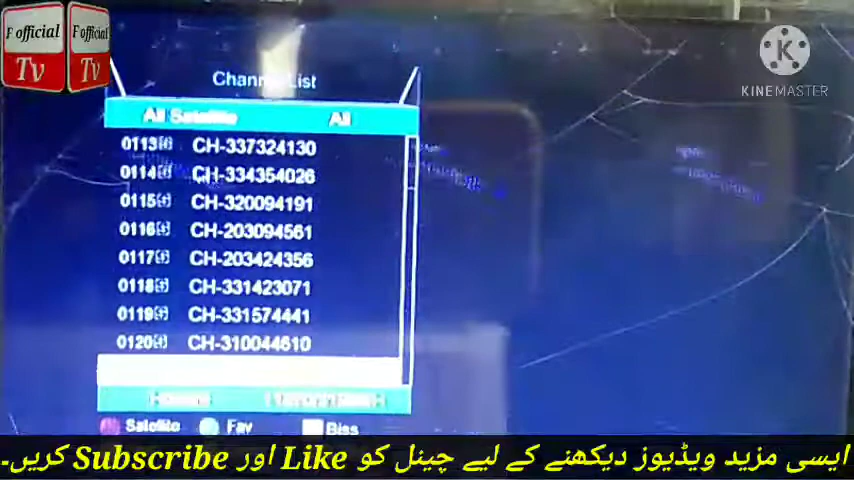 F official
Tv
F official
Tv
KINEMASTER
Channel List
All Satellite All
0113 CH-337324130
0114 CH-334354026
0115 CH-320094191
0116 CH-203094561
0117 CH-203424356
0118 CH-331423071
0119 CH-331574441
0120 CH-310044610
Satellite Fav Biss
ایسی مزید ویڈیوز دیکھنے کے لیے چینل کو Like اور Subscribe کریں۔